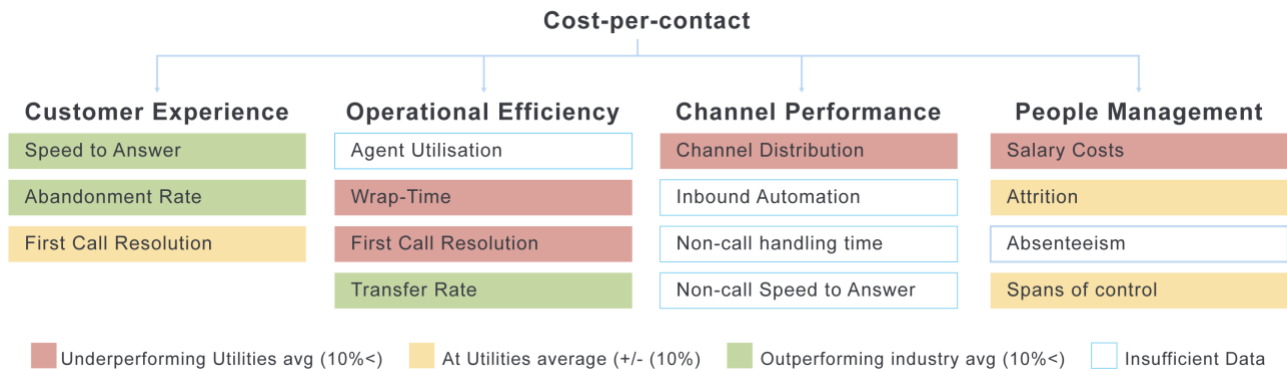 Cost-per-contact
Customer Experience
Speed to Answer
Abandonment Rate
First Call Resolution
Operational Efficiency
Agent Utilisation
Wrap-Time
First Call Resolution
Transfer Rate
Channel Performance
Channel Distribution
Inbound Automation
Non-call handling time
Non-call Speed to Answer
People Management
Salary Costs
Attrition
Absenteeism
Spans of control
Underperforming Utilities avg (10%<)
At Utilities average (+/- (10%)
Outperforming industry avg (10%<)
Insufficient Data